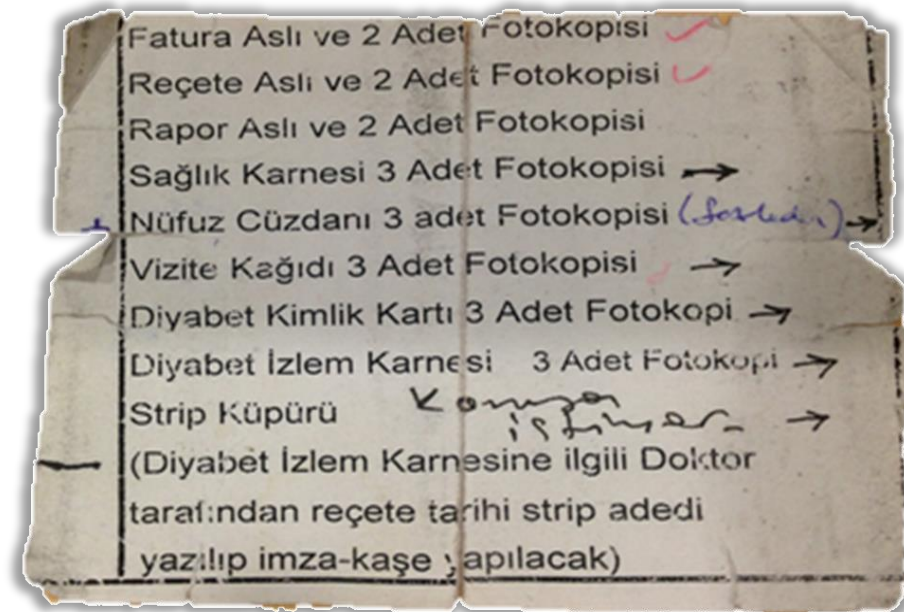 Fatura Aslı ve 2 Adet Fotokopisi
Reçete Aslı ve 2 Adet Fotokopisi
Rapor Aslı ve 2 Adet Fotokopisi
Sağlık Karnesi 3 Adet Fotokopisi →
Nüfuz Cüzdanı 3 adet Fotokopisi →
Vizite Kağıdı 3 Adet Fotokopisi →
Diyabet Kimlik Kartı 3 Adet Fotokopi →
Diyabet İzlem Karnesi 3 Adet Fotokopi →
Strip Küpürü →
(Diyabet İzlem Karnesine ilgili Doktor
tarafından reçete tarihi strip adedi
yazılıp imza-kaşe yapılacak)